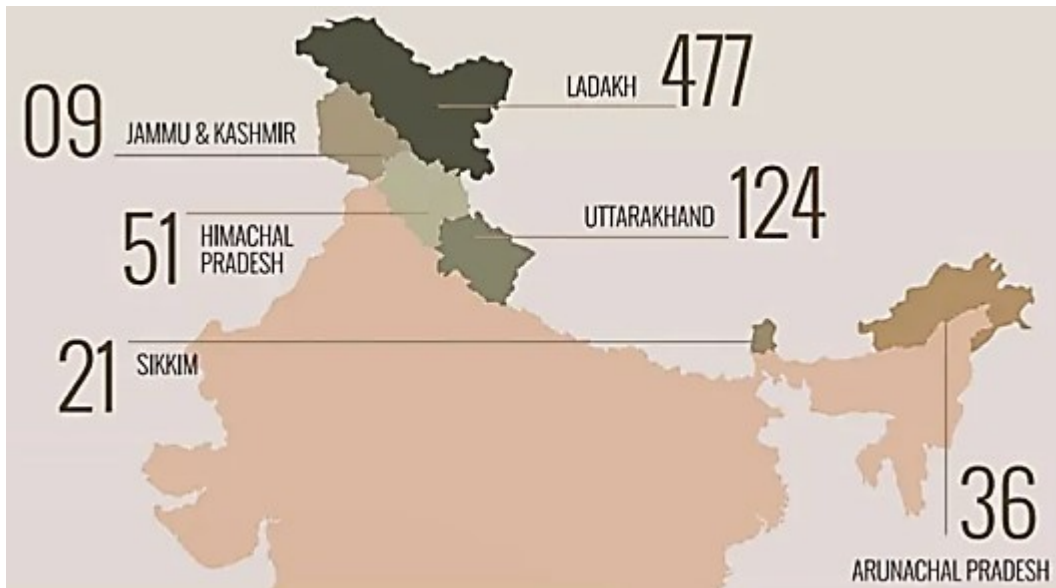 LADAKH 477
09 JAMMU & KASHMIR
UTTARAKHAND 124
51 HIMACHAL
PRADESH
21 SIKKIM
36
ARUNACHAL PRADESH